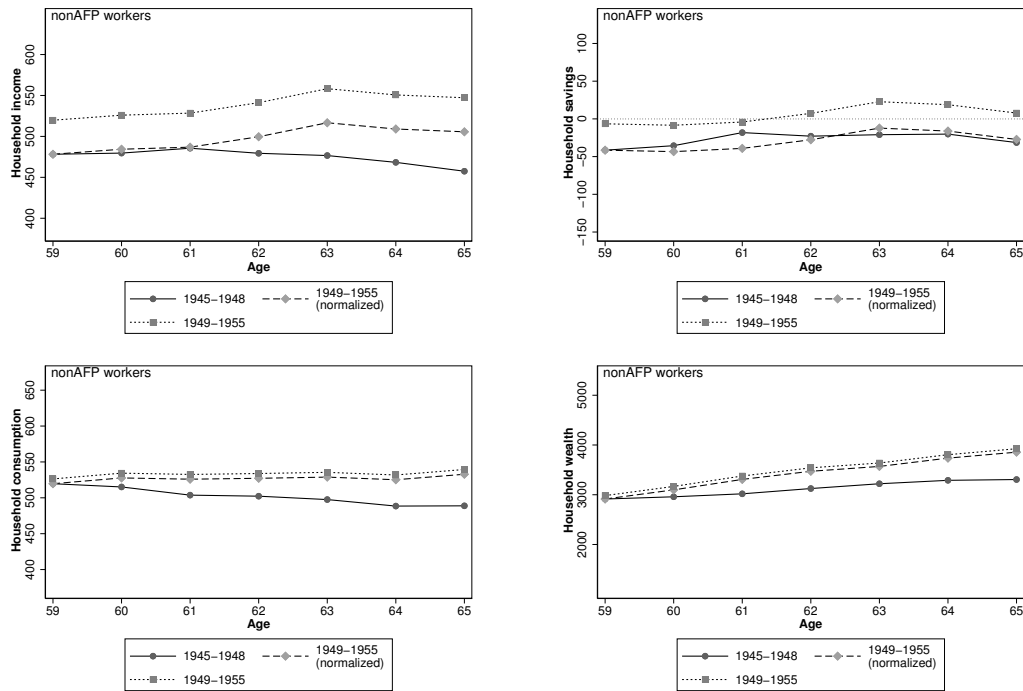 nonAFP workers
Household income
600
550
500
450
400
59 60 61 62 63 64 65
Age
1945−1948
1949−1955
(normalized)
1949−1955
nonAFP workers
Household savings
100
50
0
−50
−100
−150
59 60 61 62 63 64 65
Age
1945−1948
1949−1955
(normalized)
1949−1955
nonAFP workers
Household consumption
650
600
550
500
450
400
59 60 61 62 63 64 65
Age
1945−1948
1949−1955
(normalized)
1949−1955
nonAFP workers
Household wealth
5000
4000
3000
2000
59 60 61 62 63 64 65
Age
1945−1948
1949−1955
(normalized)
1949−1955